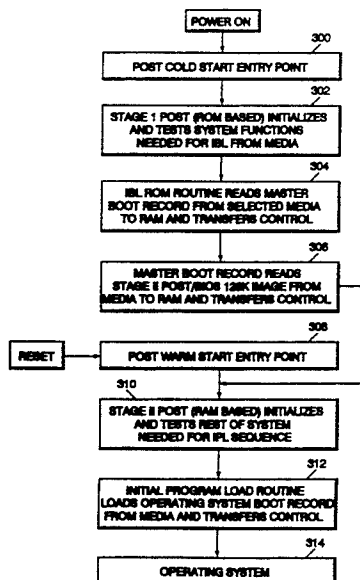 POWER ON
300
POST COLD START ENTRY POINT
302
STAGE 1 POST (ROM BASED) INITIALIZES
AND TESTS SYSTEM FUNCTIONS
NEEDED FOR IBL FROM MEDIA
304
IBL ROM ROUTINE READS MASTER
BOOT RECORD FROM SELECTED MEDIA
TO RAM AND TRANSFERS CONTROL
306
MASTER BOOT RECORD READS
STAGE II POST/BIOS 128K IMAGE FROM
MEDIA TO RAM AND TRANSFERS CONTROL
308
RESET
POST WARM START ENTRY POINT
310
STAGE II POST (RAM BASED) INITIALIZES
AND TESTS REST OF SYSTEM
NEEDED FOR IPL SEQUENCE
312
INITIAL PROGRAM LOAD ROUTINE
LOADS OPERATING SYSTEM BOOT RECORD
FROM MEDIA AND TRANSFERS CONTROL
314
OPERATING SYSTEM